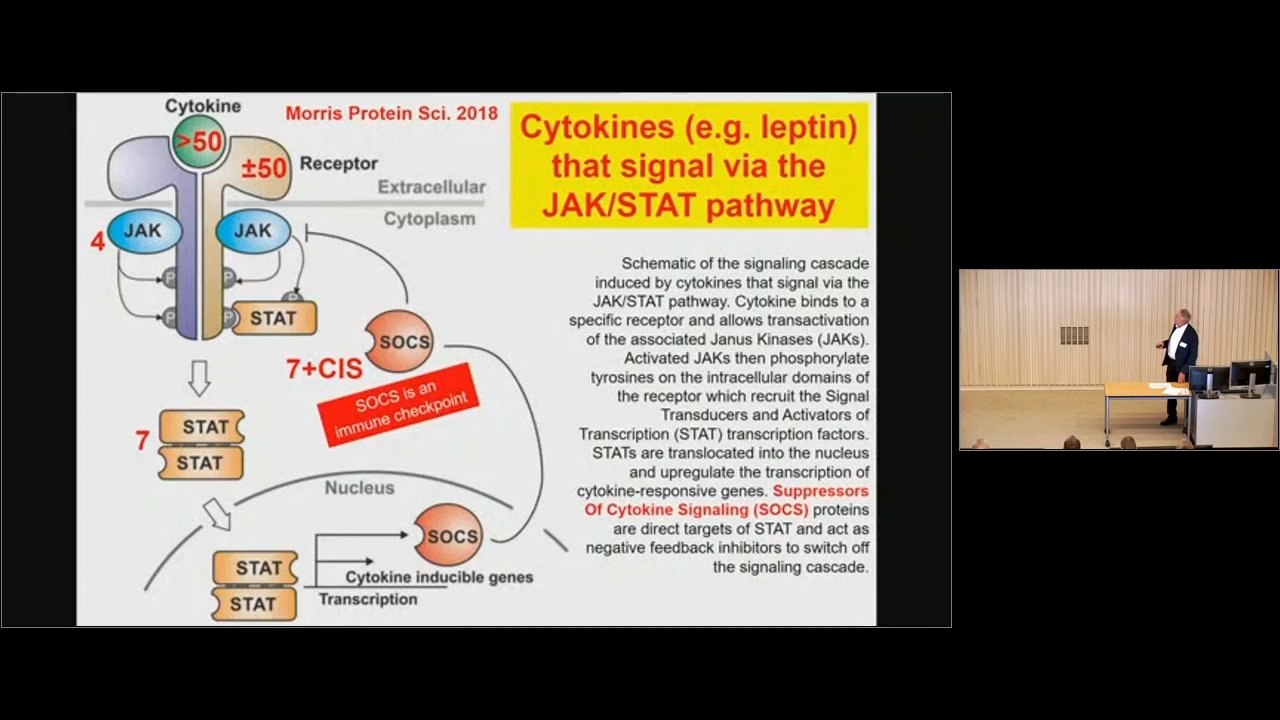 Cytokine
Morris Protein Sci. 2018
>50
±50
Receptor
Extracellular
Cytoplasm
4
JAK
JAK
P
P
P
P
P
STAT
SOCS
7+CIS
SOCS is an
immune checkpoint
7
STAT
STAT
Nucleus
SOCS
STAT
STAT
Cytokine inducible genes
Transcription
Cytokines (e.g. leptin)
that signal via the
JAK/STAT pathway
Schematic of the signaling cascade
induced by cytokines that signal via the
JAK/STAT pathway. Cytokine binds to a
specific receptor and allows transactivation
of the associated Janus Kinases (JAKs).
Activated JAKs then phosphorylate
tyrosines on the intracellular domains of
the receptor which recruit the Signal
Transducers and Activators of
Transcription (STAT) transcription factors.
STATs are translocated into the nucleus
and upregulate the transcription of
cytokine-responsive genes. Suppressors
Of Cytokine Signaling (SOCS) proteins
are direct targets of STAT and act as
negative feedback inhibitors to switch off
the signaling cascade.